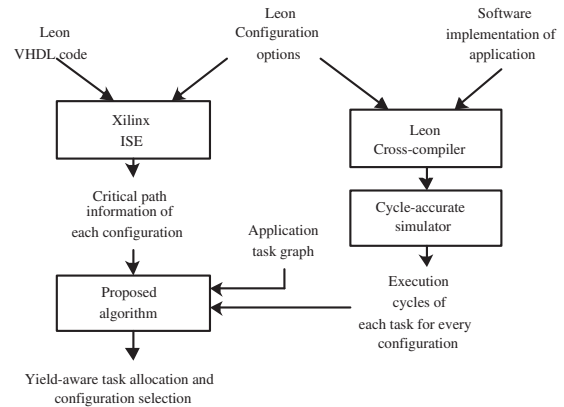 Leon
VHDL code
Leon
Configuration
options
Software
implementation of
application
Xilinx
ISE
Leon
Cross-compiler
Critical path
information of
each configuration
Cycle-accurate
simulator
Application
task graph
Proposed
algorithm
Execution
cycles of
each task for every
configuration
Yield-aware task allocation and
configuration selection